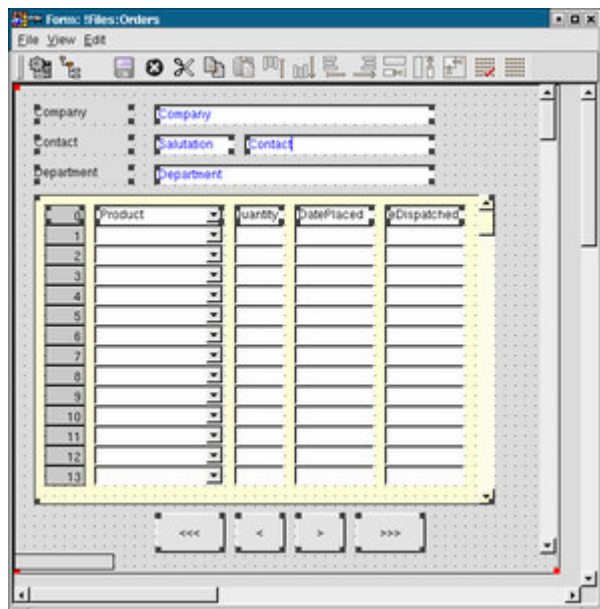 Form: !Files:Orders
File View Edit
Company Company
Contact Salutation Contact
Department Department
0 Product uantity DatePlaced eDispatched
1
2
3
4
5
6
7
8
9
10
11
12
13
<<< < > >>>